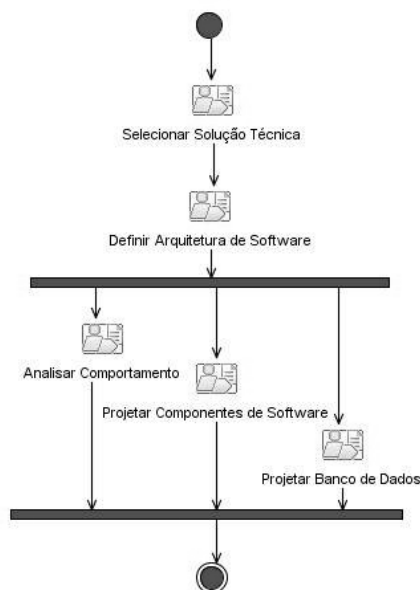 Selecionar Solução Técnica
Definir Arquitetura de Software
Analisar Comportamento
Projetar Componentes de Software
Projetar Banco de Dados